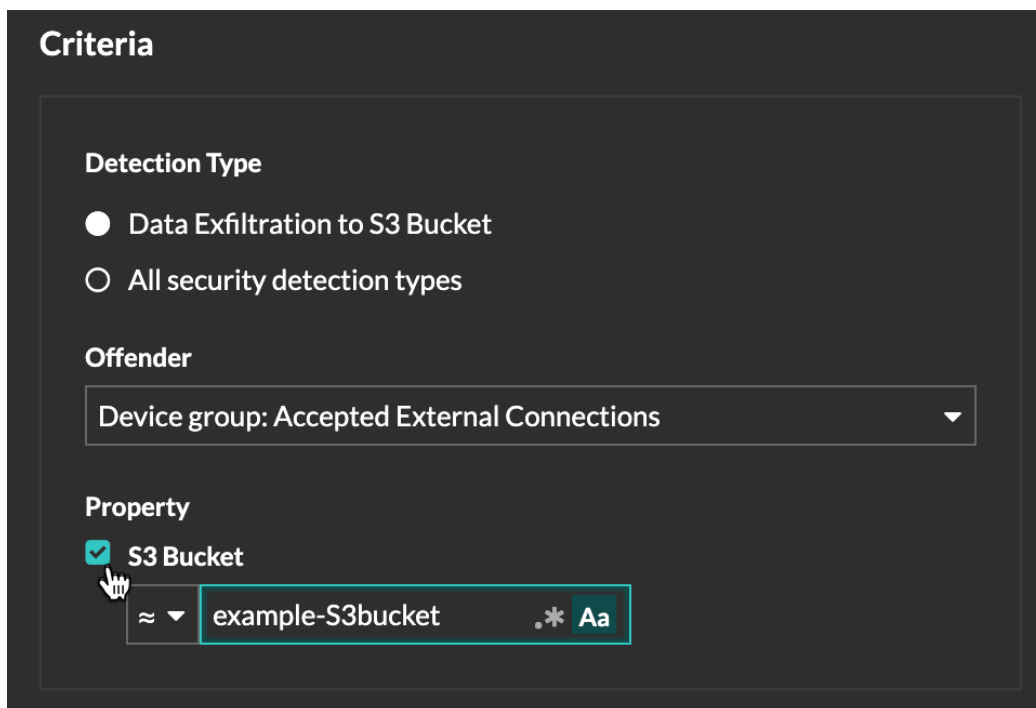 Criteria
Detection Type
Data Exfiltration to S3 Bucket
All security detection types
Offender
Device group: Accepted External Connections
Property
S3 Bucket
≈ example-S3bucket .* Aa